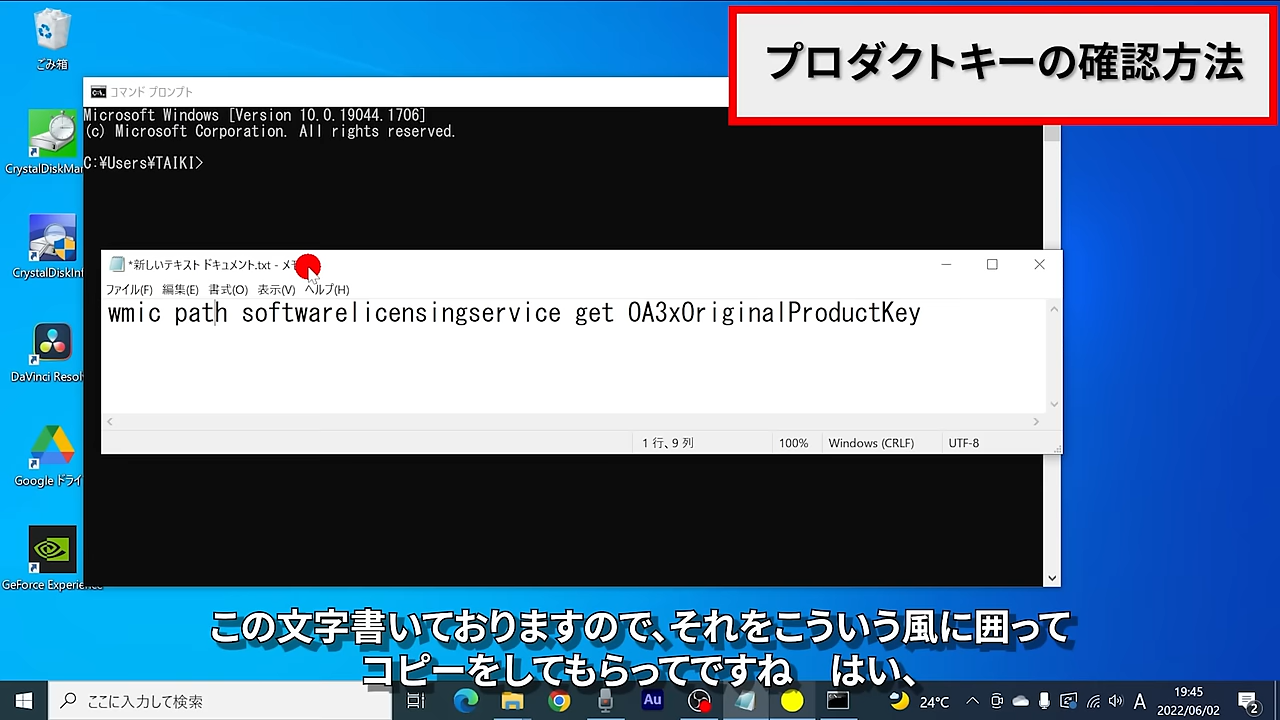 ごみ箱
プロダクトキーの確認方法
コマンド プロンプト
Microsoft Windows [Version 10.0.19044.1706]
(c) Microsoft Corporation. All rights reserved.
CrystalDiskMar
C:¥Users¥TAIKI>
CrystalDiskInf
*新しいテキスト ドキュメント.txt - メモ
ファイル(F) 編集(E) 書式(O) 表示(V) ヘルプ(H)
wmic path softwarelicensingservice get OA3xOriginalProductKey
DaVinci Resol
1 行、9 列 100% Windows (CRLF) UTF-8
Google ドライ
GeForce Experience
この文字書いておりますので、それをこういう風に囲って
コピーをしてもらってですね はい、
ここに入力して検索
Au
24°C
A
19:45
2022/06/02
2